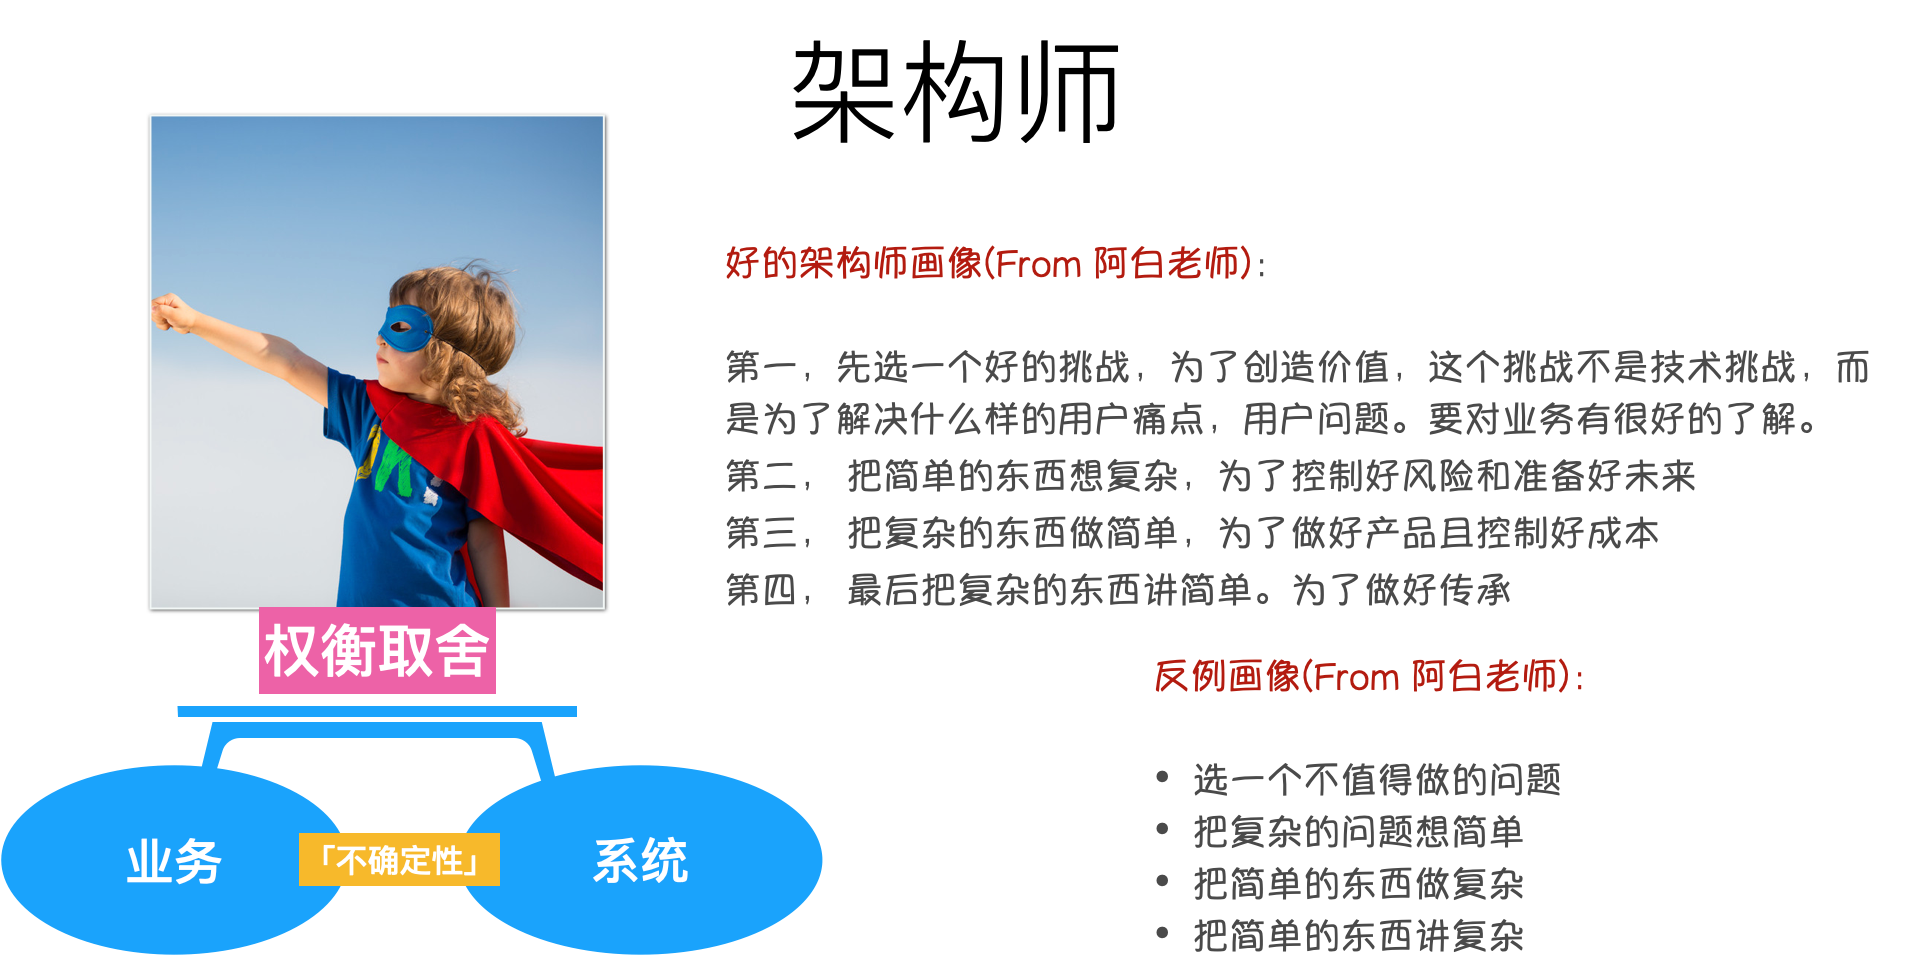 架构师
好的架构师画像(From 阿白老师)：
第一，先选一个好的挑战，为了创造价值，这个挑战不是技术挑战，而
是为了解决什么样的用户痛点，用户问题。要对业务有很好的了解。
第二， 把简单的东西想复杂，为了控制好风险和准备好未来
第三， 把复杂的东西做简单，为了做好产品且控制好成本
第四， 最后把复杂的东西讲简单。为了做好传承
权衡取舍
业务
「不确定性」
系统
反例画像(From 阿白老师)：
• 选一个不值得做的问题
• 把复杂的问题想简单
• 把简单的东西做复杂
• 把简单的东西讲复杂